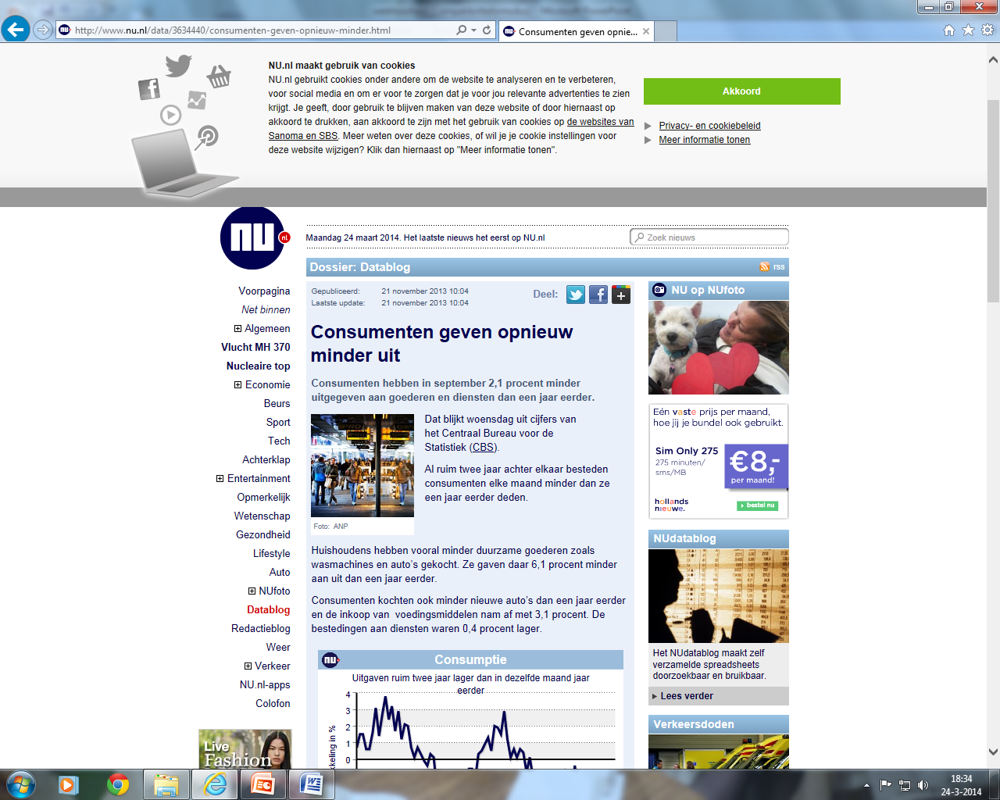 http://www.nu.nl/data/3634440/consumenten-geven-opnieuw-minder.html
Consumenten geven opnie...
NU.nl maakt gebruik van cookies
NU.nl gebruikt cookies onder andere om de website te analyseren en te verbeteren,
voor social media en om er voor te zorgen dat je voor jou relevante advertenties te zien
krijgt. Je geeft, door gebruik te blijven maken van deze website of door hiernaast op
akkoord te drukken, aan akkoord te zijn met het gebruik van cookies op de websites van
Sanoma en SBS. Meer weten over deze cookies, of wil je je cookie instellingen voor
deze website wijzigen? Klik dan hiernaast op "Meer informatie tonen".
Akkoord
Privacy- en cookiebeleid
Meer informatie tonen
nu nl
Maandag 24 maart 2014. Het laatste nieuws het eerst op NU.nl
Zoek nieuws
Voorpagina
Net binnen
Algemeen
Vlucht MH 370
Nucleaire top
Economie
Beurs
Sport
Tech
Achterklap
Entertainment
Opmerkelijk
Wetenschap
Gezondheid
Lifestyle
Auto
NUfoto
Datablog
Redactieblog
Weer
Verkeer
NU.nl-apps
Colofon
Live
Fashion
Dossier: Datablog
rss
Gepubliceerd: 21 november 2013 10:04
Laatste update: 21 november 2013 10:04
Deel:
Consumenten geven opnieuw
minder uit
Consumenten hebben in september 2,1 procent minder
uitgegeven aan goederen en diensten dan een jaar eerder.
Dat blijkt woensdag uit cijfers van
het Centraal Bureau voor de
Statistiek (CBS).
Al ruim twee jaar achter elkaar besteden
consumenten elke maand minder dan ze
een jaar eerder deden.
Foto: ANP
Huishoudens hebben vooral minder duurzame goederen zoals
wasmachines en auto's gekocht. Ze gaven daar 6,1 procent minder
aan uit dan een jaar eerder.
Consumenten kochten ook minder nieuwe auto's dan een jaar eerder
en de inkoop van voedingsmiddelen nam af met 3,1 procent. De
bestedingen aan diensten waren 0,4 procent lager.
nu
Consumptie
Uitgaven ruim twee jaar lager dan in dezelfde maand jaar
eerder
4
3
2
1
0
kkeling in %
NU op NUfoto
Eén vaste prijs per maand,
hoe jij je bundel ook gebruikt.
Sim Only 275
275 minuten/
sms/MB
€8,-
per maand!
hollands
nieuwe.
bestel nu
NUdatablog
Het NUdatablog maakt zelf
verzamelde spreadsheets
doorzoekbaar en bruikbaar.
Lees verder
Verkeersdoden
18:34
24-3-2014